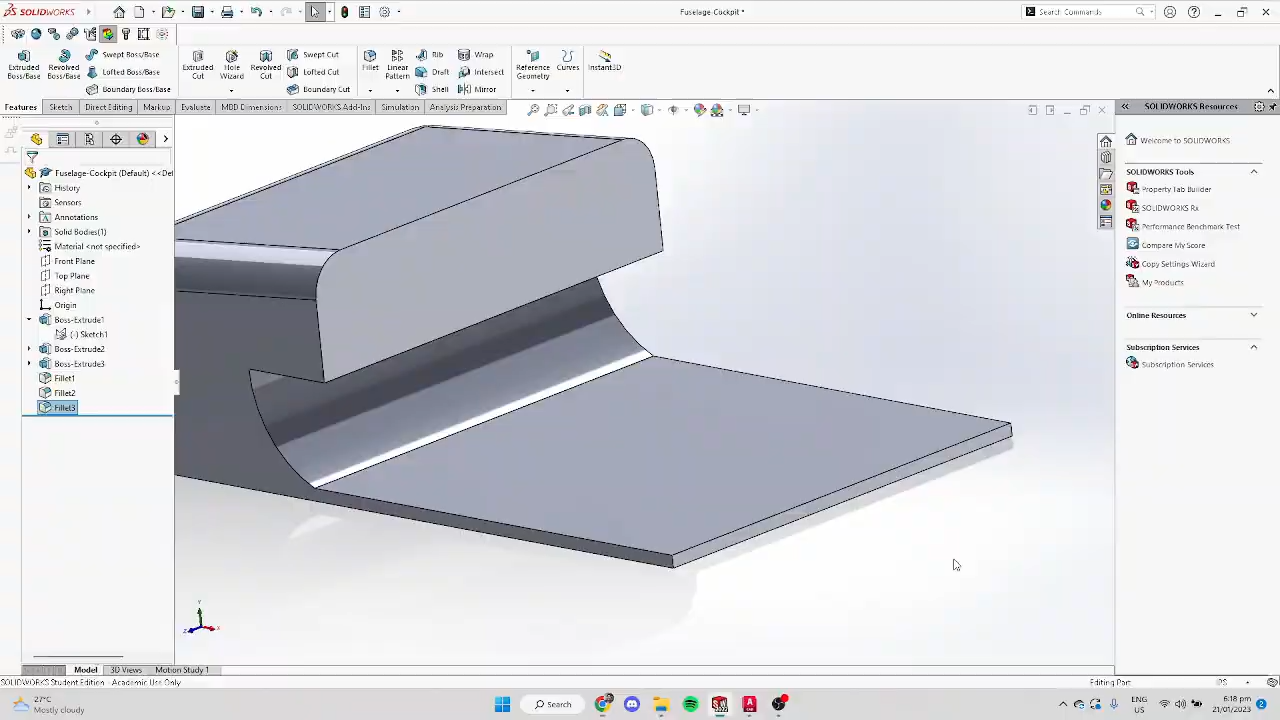 SOLIDWORKS
Fuselage-Cockpit *
Search Commands
Extruded Boss/Base
Revolved Boss/Base
Swept Boss/Base
Lofted Boss/Base
Boundary Boss/Base
Extruded Cut
Hole Wizard
Revolved Cut
Swept Cut
Lofted Cut
Boundary Cut
Fillet
Linear Pattern
Rib
Draft
Shell
Wrap
Intersect
Mirror
Reference Geometry
Curves
Instant3D
Features
Sketch
Direct Editing
Markup
Evaluate
MBD Dimensions
SOLIDWORKS Add-Ins
Simulation
Analysis Preparation
Fuselage-Cockpit (Default) <<De
History
Sensors
Annotations
Solid Bodies(1)
Material <not specified>
Front Plane
Top Plane
Right Plane
Origin
Boss-Extrude1
(-) Sketch1
Boss-Extrude2
Boss-Extrude3
Fillet1
Fillet2
Fillet3
SOLIDWORKS Resources
Welcome to SOLIDWORKS
SOLIDWORKS Tools
Property Tab Builder
SOLIDWORKS Rx
Performance Benchmark Test
Compare My Score
Copy Settings Wizard
My Products
Online Resources
Subscription Services
Subscription Services
Model
3D Views
Motion Study 1
SOLIDWORKS Student Edition - Academic Use Only
Editing Part
IPS
27°C
Mostly cloudy
Search
ENG
US
6:18 pm
21/01/2023